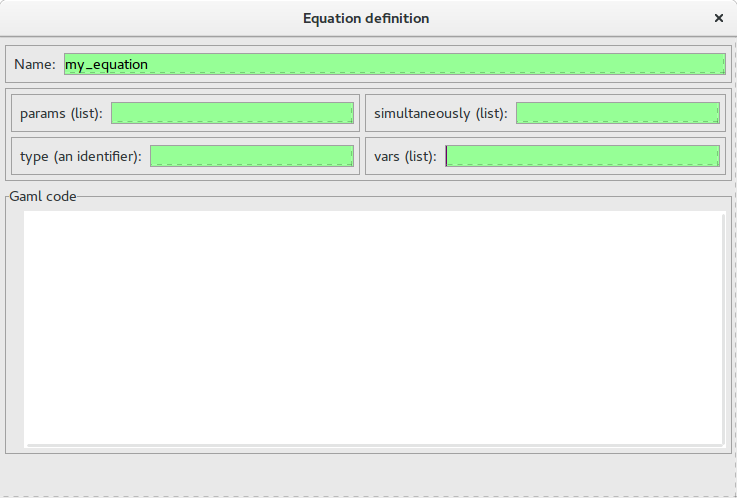 Equation definition ×
Name: my_equation
params (list): simultaneously (list):
type (an identifier): vars (list):
Gaml code